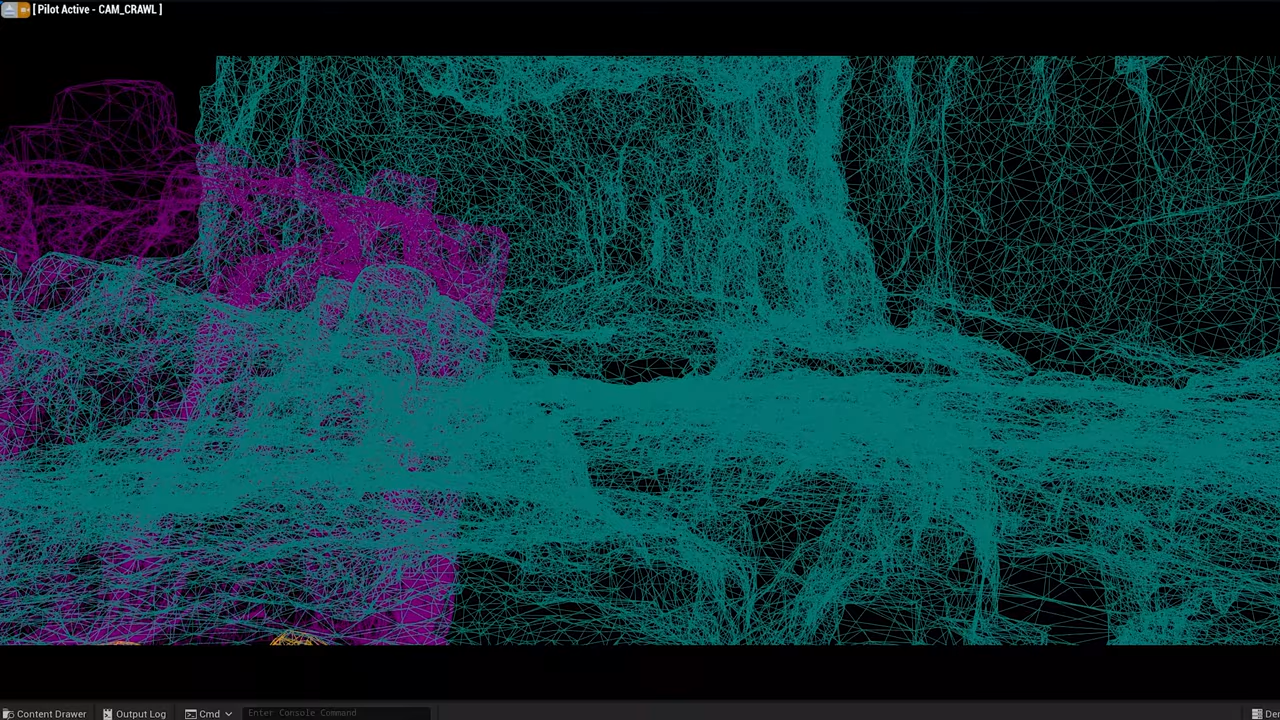 [ Pilot Active - CAM_CRAWL ]
Content Drawer
Output Log
Cmd
Enter Console Command